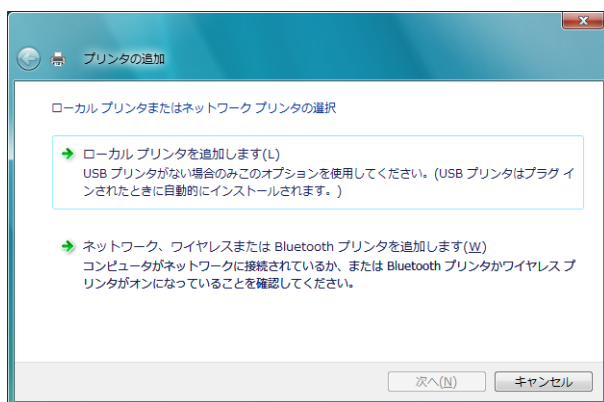 プリンタの追加
ローカル プリンタまたはネットワーク プリンタの選択
ローカル プリンタを追加します(L)
USB プリンタがない場合のみこのオプションを使用してください。(USB プリンタはプラグ イ
ンされたときに自動的にインストールされます。)
ネットワーク、ワイヤレスまたは Bluetooth プリンタを追加します(W)
コンピュータがネットワークに接続されているか、または Bluetooth プリンタかワイヤレス プ
リンタがオンになっていることを確認してください。
次へ(N) キャンセル